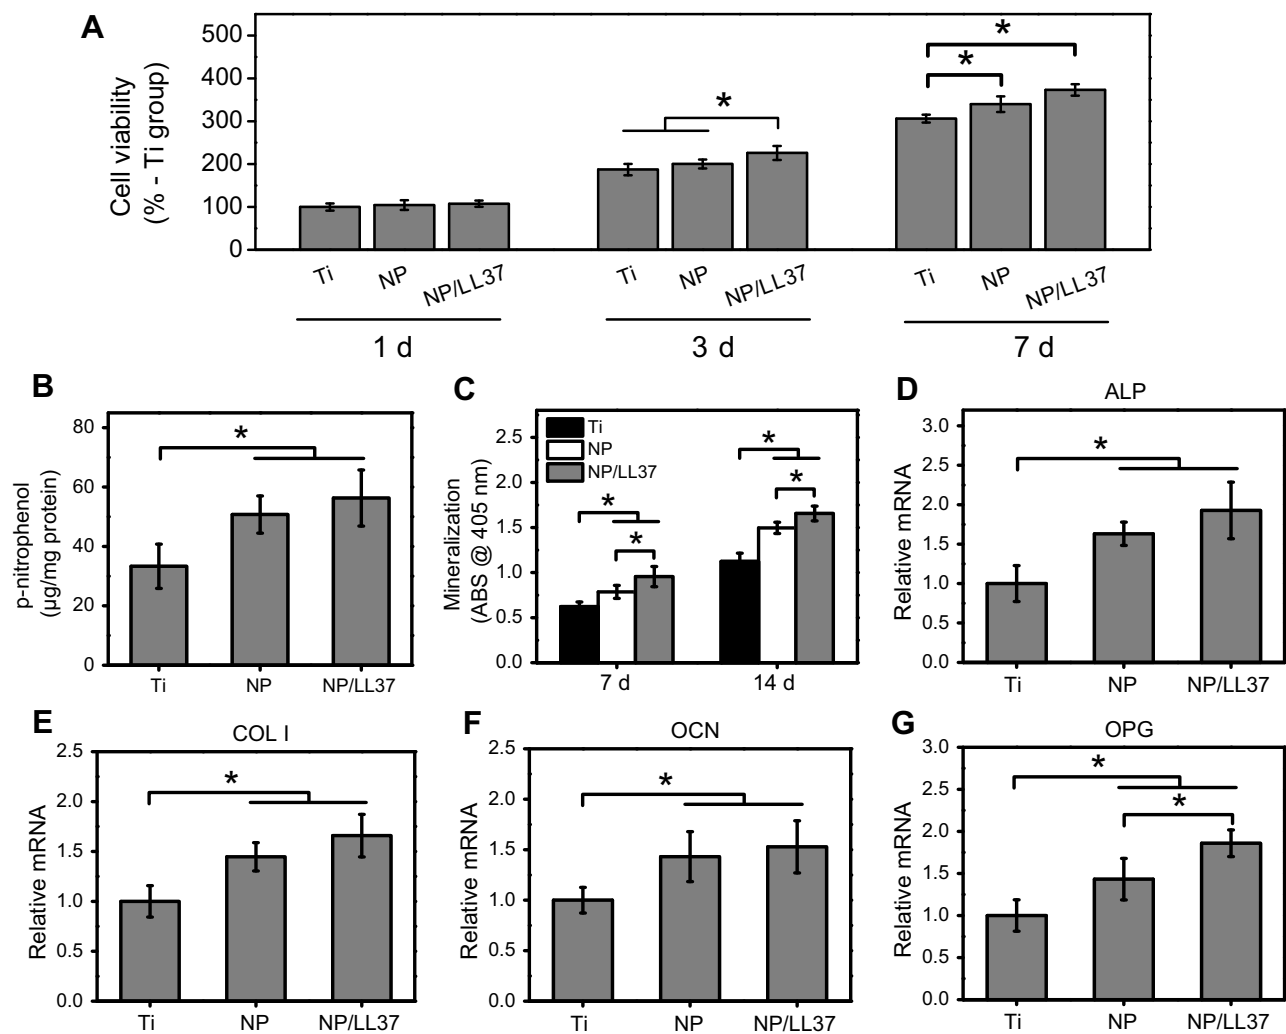 A
Cell viability
(% - Ti group)
500
400
300
200
100
0
*
*
*
Ti
NP
NP/LL37
Ti
NP
NP/LL37
Ti
NP
NP/LL37
1 d
3 d
7 d
B
p-nitrophenol
(µg/mg protein)
80
60
40
20
0
*
Ti
NP
NP/LL37
C
Mineralization
(ABS @ 405 nm)
2.5
2.0
1.5
1.0
0.5
0.0
Ti
NP
NP/LL37
*
*
*
*
7 d
14 d
D
ALP
Relative mRNA
3.0
2.5
2.0
1.5
1.0
0.5
0.0
*
Ti
NP
NP/LL37
E
COL I
Relative mRNA
2.5
2.0
1.5
1.0
0.5
0.0
*
Ti
NP
NP/LL37
F
OCN
Relative mRNA
2.5
2.0
1.5
1.0
0.5
0.0
*
Ti
NP
NP/LL37
G
OPG
Relative mRNA
3.0
2.5
2.0
1.5
1.0
0.5
0.0
*
*
Ti
NP
NP/LL37